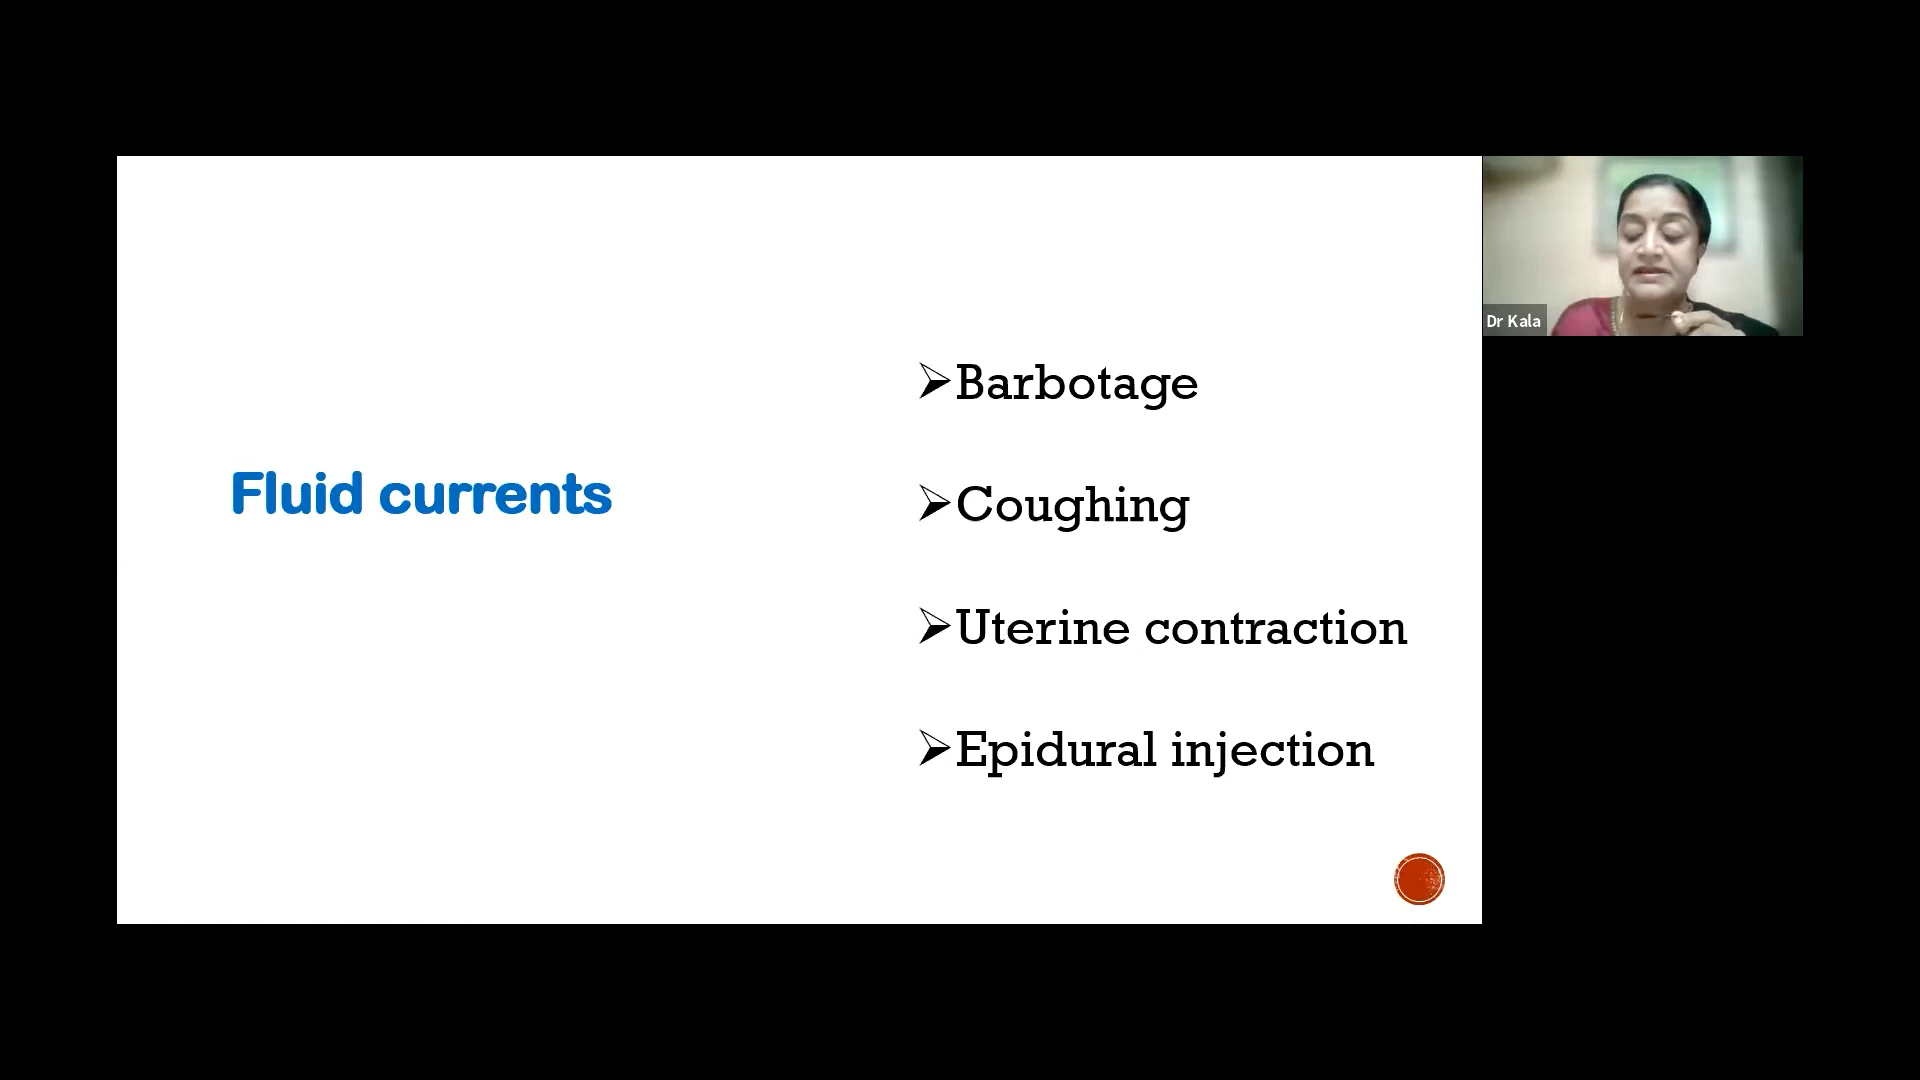 Fluid currents
Barbotage
Coughing
Uterine contraction
Epidural injection
Dr Kala